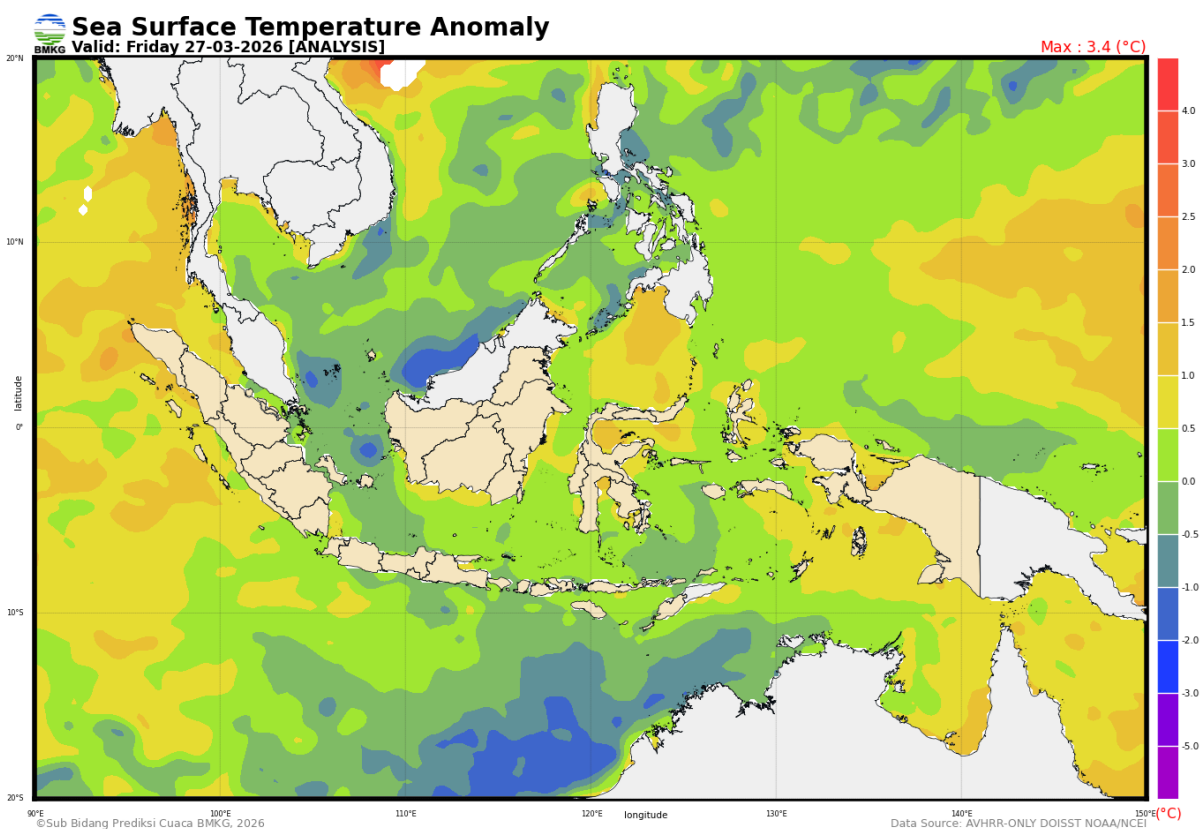 Sea Surface Temperature Anomaly
BMKG
Valid: Friday 27-03-2026 [ANALYSIS]
Max : 3.4 (°C)
20°N
10°N
0°
10°S
20°S
latitude
90°E
100°E
110°E
120°E
130°E
140°E
150°E
longitude
4.0
3.0
2.5
2.0
1.5
1.0
0.5
0.0
-0.5
-1.0
-2.0
-3.0
-5.0
(°C)
©Sub Bidang Prediksi Cuaca BMKG, 2026
Data Source: AVHRR-ONLY DOISST NOAA/NCEI